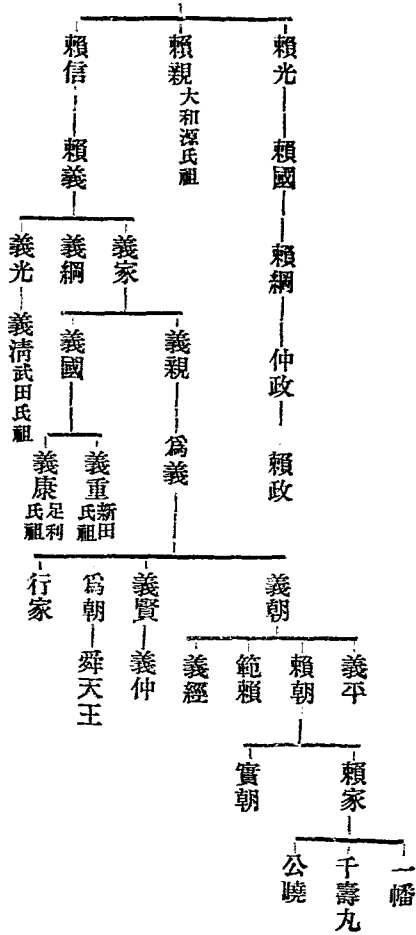 賴光
賴國
賴綱
仲政
賴政
賴親
大和源氏祖
賴信
賴義
義家
義綱
義光
義淸
武田氏祖
義親
爲義
義國
義重
新田
氏祖
義康
足利
氏祖
義朝
義賢
義仲
爲朝
舜天王
行家
義平
賴朝
範賴
義經
賴家
實朝
一幡
千壽丸
公曉